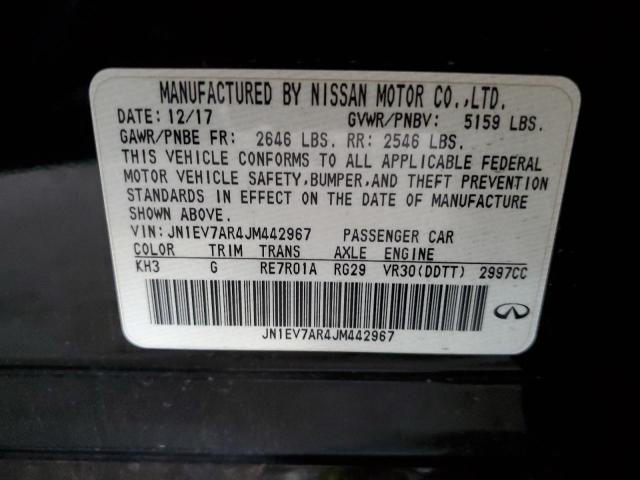 MANUFACTURED BY NISSAN MOTOR CO.,LTD.
DATE: 12/17 GVWR/PNBV: 5159 LBS.
GAWR/PNBE FR: 2646 LBS. RR: 2546 LBS.
THIS VEHICLE CONFORMS TO ALL APPLICABLE FEDERAL
MOTOR VEHICLE SAFETY,BUMPER,AND THEFT PREVENTION
STANDARDS IN EFFECT ON THE DATE OF MANUFACTURE
SHOWN ABOVE.
VIN: JN1EV7AR4JM442967 PASSENGER CAR
COLOR TRIM TRANS AXLE ENGINE
KH3 G RE7R01A RG29 VR30(DDTT) 2997CC
JN1EV7AR4JM442967